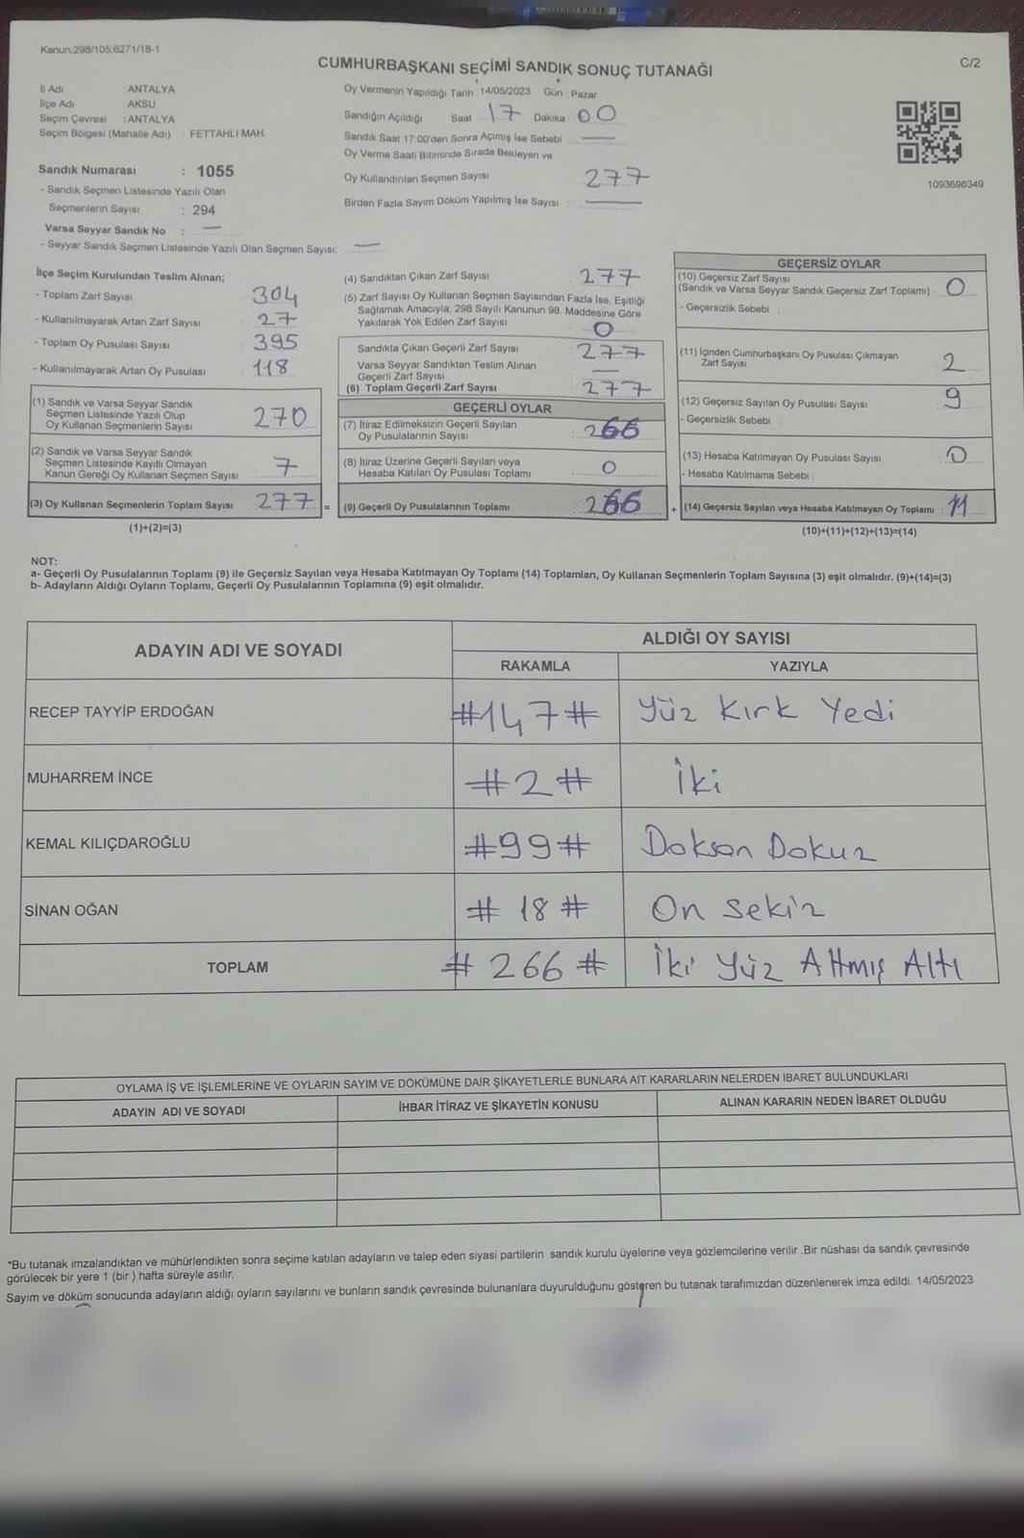 Kanun:298/105;6271/18-1
C/2
CUMHURBAŞKANI SEÇİMİ SANDIK SONUÇ TUTANAĞI
İl Adı : ANTALYA
İlçe Adı : AKSU
Seçim Çevresi : ANTALYA
Seçim Bölgesi (Mahalle Adı) : FETTAHLI MAH.
Oy Vermenin Yapıldığı Tarih : 14/05/2023 Gün : Pazar
Sandığın Açıldığı Saat 17 Dakika 00
Sandık Saat 17:00'den Sonra Açılmış İse Sebebi —
Oy Verme Saati Bitiminde Sırada Bekleyen ve
Oy Kullandırılan Seçmen Sayısı 277
Birden Fazla Sayım Döküm Yapılmış İse Sayısı : —
1093696349
Sandık Numarası : 1055
- Sandık Seçmen Listesinde Yazılı Olan
Seçmenlerin Sayısı : 294
Varsa Seyyar Sandık No : —
- Seyyar Sandık Seçmen Listesinde Yazılı Olan Seçmen Sayısı: —
İlçe Seçim Kurulundan Teslim Alınan;
- Toplam Zarf Sayısı 304
- Kullanılmayarak Artan Zarf Sayısı 27
- Toplam Oy Pusulası Sayısı 395
- Kullanılmayarak Artan Oy Pusulası 118
(1) Sandık ve Varsa Seyyar Sandık
Seçmen Listesinde Yazılı Olup
Oy Kullanan Seçmenlerin Sayısı 270
(2) Sandık ve Varsa Seyyar Sandık
Seçmen Listesinde Kayıtlı Olmayan
Kanun Gereği Oy Kullanan Seçmen Sayısı 7
(3) Oy Kullanan Seçmenlerin Toplam Sayısı 277 =
(1)+(2)=(3)
(4) Sandıktan Çıkan Zarf Sayısı 277
(5) Zarf Sayısı Oy Kullanan Seçmen Sayısından Fazla İse, Eşitliği
Sağlamak Amacıyla, 298 Sayılı Kanunun 98. Maddesine Göre
Yakılarak Yok Edilen Zarf Sayısı 0
Sandıkta Çıkan Geçerli Zarf Sayısı 277
Varsa Seyyar Sandıktan Teslim Alınan
Geçerli Zarf Sayısı —
(6) Toplam Geçerli Zarf Sayısı 277
GEÇERLİ OYLAR
(7) İtiraz Edilmeksizin Geçerli Sayılan
Oy Pusulalarının Sayısı 266
(8) İtiraz Üzerine Geçerli Sayılan veya
Hesaba Katılan Oy Pusulası Toplamı 0
(9) Geçerli Oy Pusulalarının Toplamı 266 +
GEÇERSİZ OYLAR
(10) Geçersiz Zarf Sayısı
(Sandık ve Varsa Seyyar Sandık Geçersiz Zarf Toplamı) 0
- Geçersizlik Sebebi :
(11) İçinden Cumhurbaşkanı Oy Pusulası Çıkmayan
Zarf Sayısı 2
(12) Geçersiz Sayılan Oy Pusulası Sayısı 9
- Geçersizlik Sebebi
(13) Hesaba Katılmayan Oy Pusulası Sayısı 0
- Hesaba Katılmama Sebebi
(14) Geçersiz Sayılan veya Hesaba Katılmayan Oy Toplamı 11
(10)+(11)+(12)+(13)=(14)
NOT:
a- Geçerli Oy Pusulalarının Toplamı (9) ile Geçersiz Sayılan veya Hesaba Katılmayan Oy Toplamı (14) Toplamları, Oy Kullanan Seçmenlerin Toplam Sayısına (3) eşit olmalıdır. (9)+(14)=(3)
b- Adayların Aldığı Oyların Toplamı, Geçerli Oy Pusulalarının Toplamına (9) eşit olmalıdır.
ADAYIN ADI VE SOYADI
ALDIĞI OY SAYISI
RAKAMLA YAZIYLA
RECEP TAYYİP ERDOĞAN #147# Yüz Kırk Yedi
MUHARREM İNCE #2# İki
KEMAL KILIÇDAROĞLU #99# Doksan Dokuz
SİNAN OĞAN # 18 # On Sekiz
TOPLAM # 266 # İki Yüz Altmış Altı
OYLAMA İŞ VE İŞLEMLERİNE VE OYLARIN SAYIM VE DÖKÜMÜNE DAİR ŞİKAYETLERLE BUNLARA AİT KARARLARIN NELERDEN İBARET BULUNDUKLARI
ADAYIN ADI VE SOYADI İHBAR İTİRAZ VE ŞİKAYETİN KONUSU ALINAN KARARIN NEDEN İBARET OLDUĞU
*Bu tutanak imzalandıktan ve mühürlendikten sonra seçime katılan adayların ve talep eden siyasi partilerin sandık kurulu üyelerine veya gözlemcilerine verilir .Bir nüshası da sandık çevresinde
görülecek bir yere 1 (bir ) hafta süreyle asılır.
Sayım ve döküm sonucunda adayların aldığı oyların sayılarını ve bunların sandık çevresinde bulunanlara duyurulduğunu gösteren bu tutanak tarafımızdan düzenlenerek imza edildi. 14/05/2023